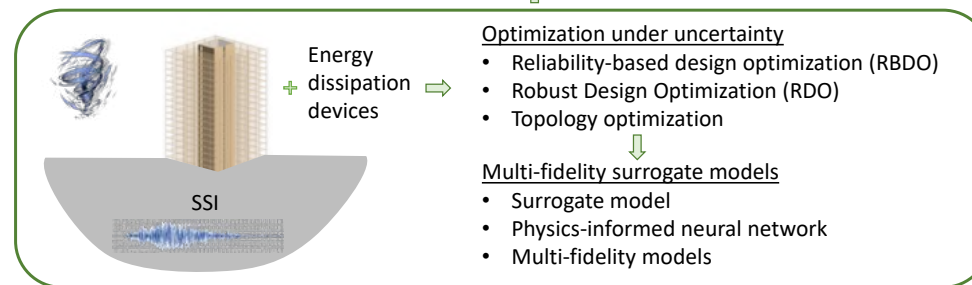 Energy
dissipation
devices
SSI
Optimization under uncertainty
• Reliability-based design optimization (RBDO)
• Robust Design Optimization (RDO)
• Topology optimization
Multi-fidelity surrogate models
• Surrogate model
• Physics-informed neural network
• Multi-fidelity models